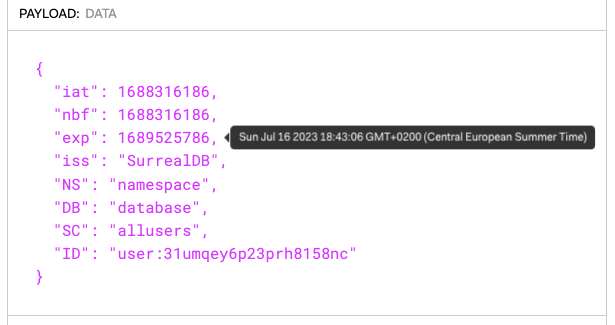 PAYLOAD: DATA
{
"iat": 1688316186,
"nbf": 1688316186,
"exp": 1689525786, Sun Jul 16 2023 18:43:06 GMT+0200 (Central European Summer Time)
"iss": "SurrealDB",
"NS": "namespace",
"DB": "database",
"SC": "allusers",
"ID": "user:31umqey6p23prh8158nc"
}